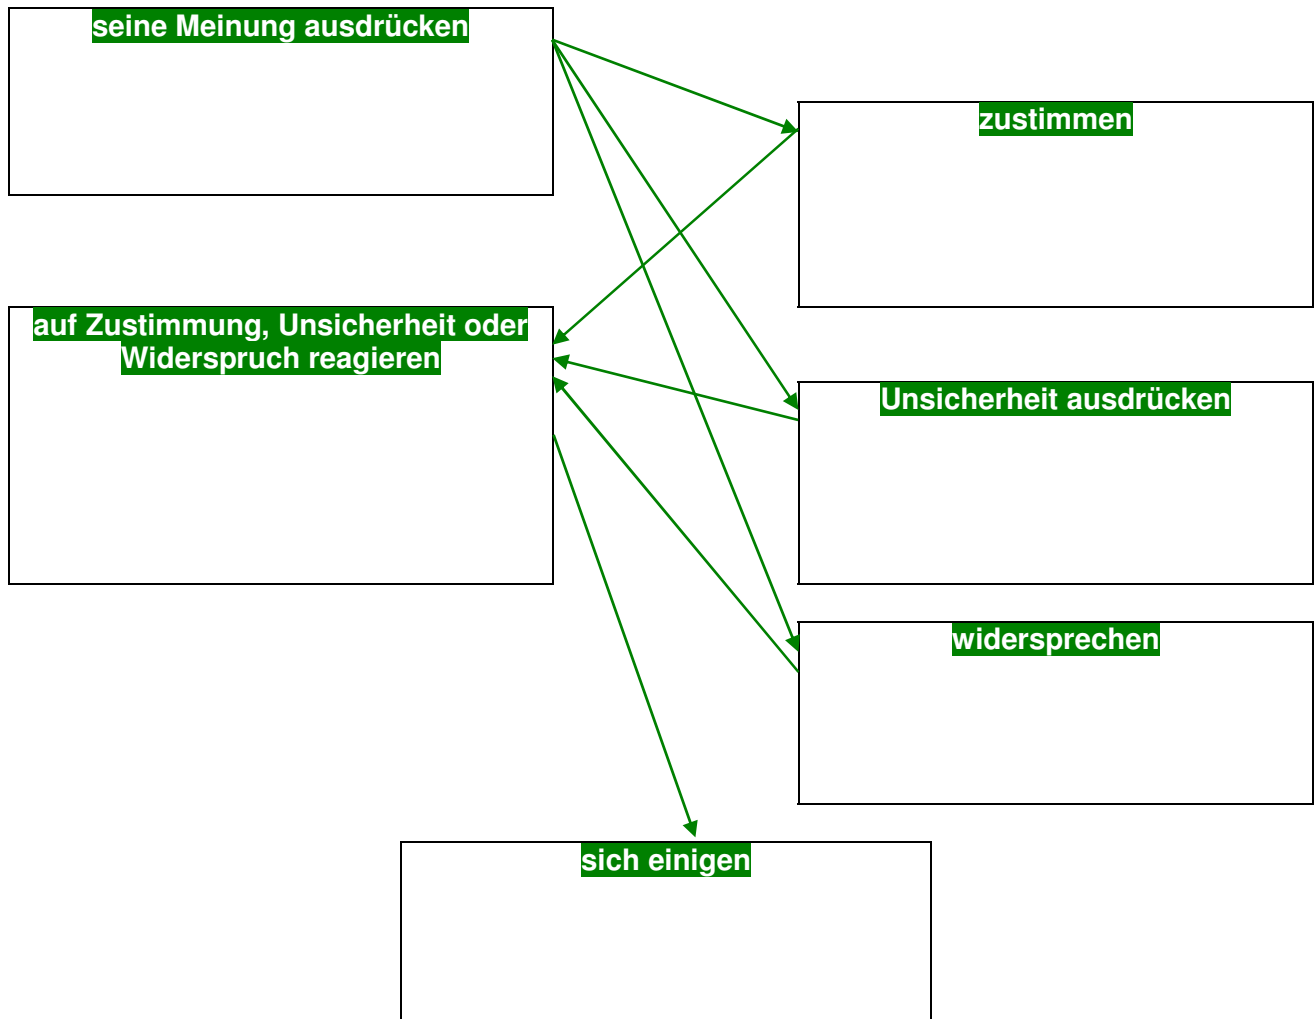 seine Meinung ausdrücken
zustimmen
auf Zustimmung, Unsicherheit oder
Widerspruch reagieren
Unsicherheit ausdrücken
widersprechen
sich einigen